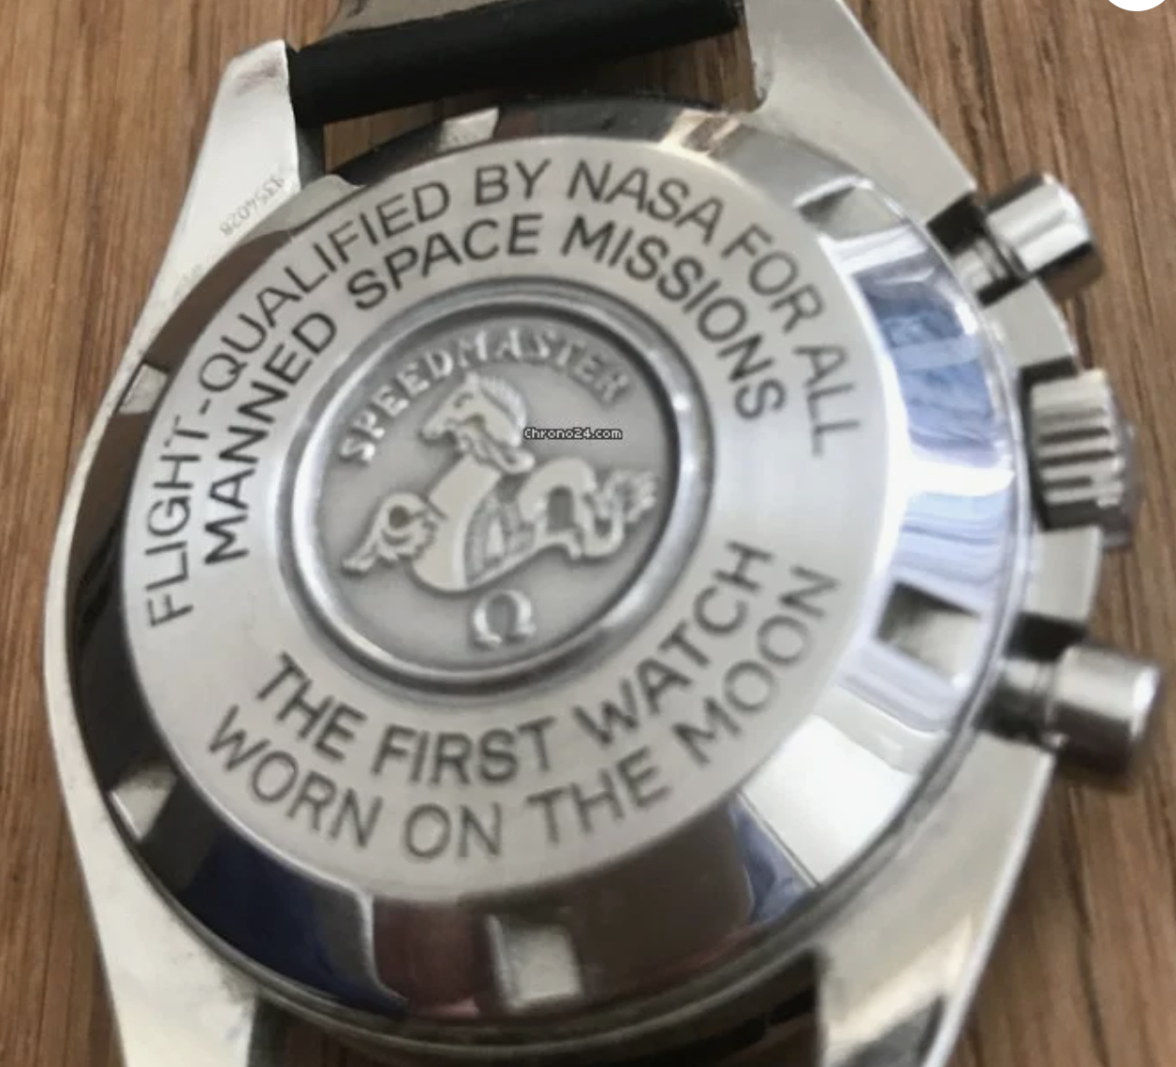 FLIGHT-QUALIFIED BY NASA FOR ALL
MANNED SPACE MISSIONS
SPEEDMASTER
Chrono24.com
Ω
THE FIRST WATCH
WORN ON THE MOON